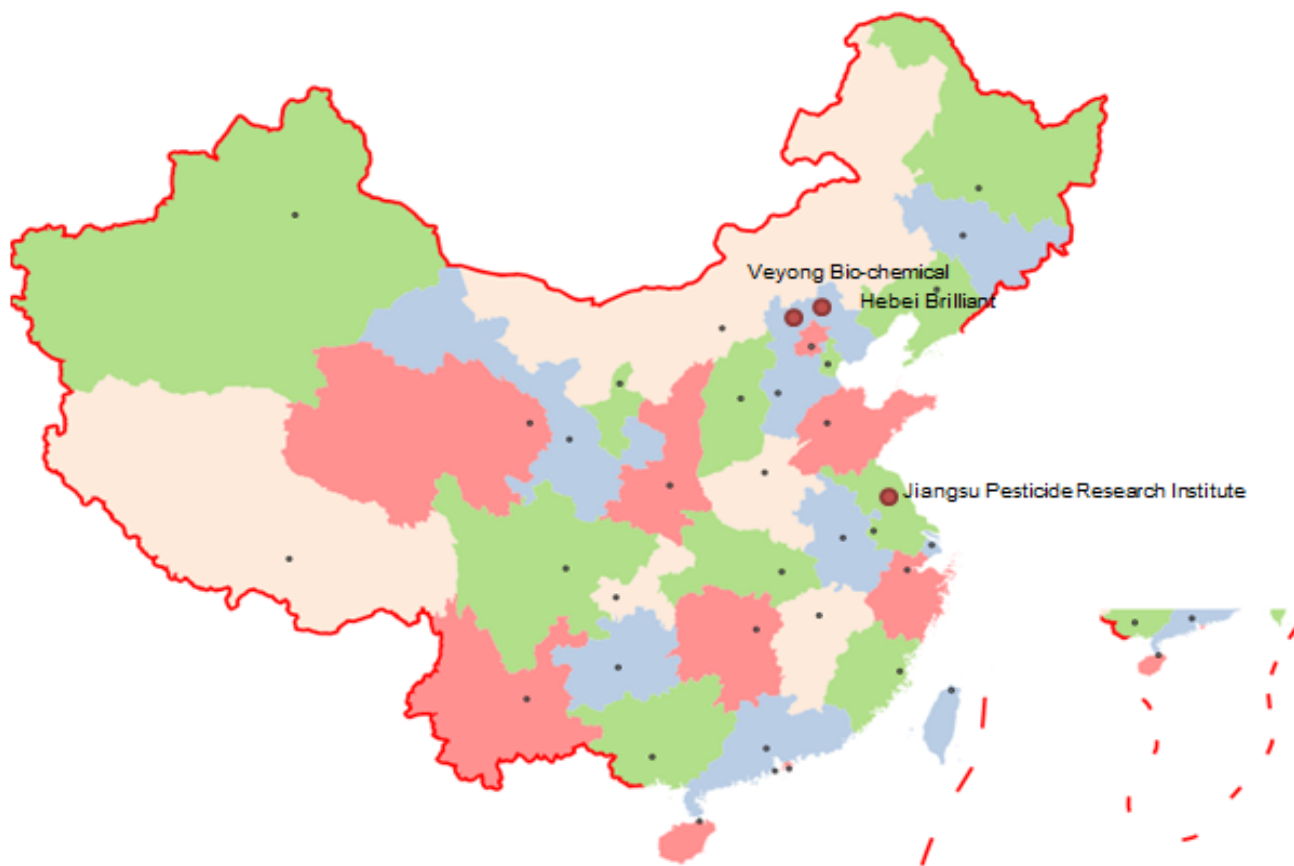 Veyong Bio-chemical
Hebei Brilliant
Jiangsu Pesticide Research Institute